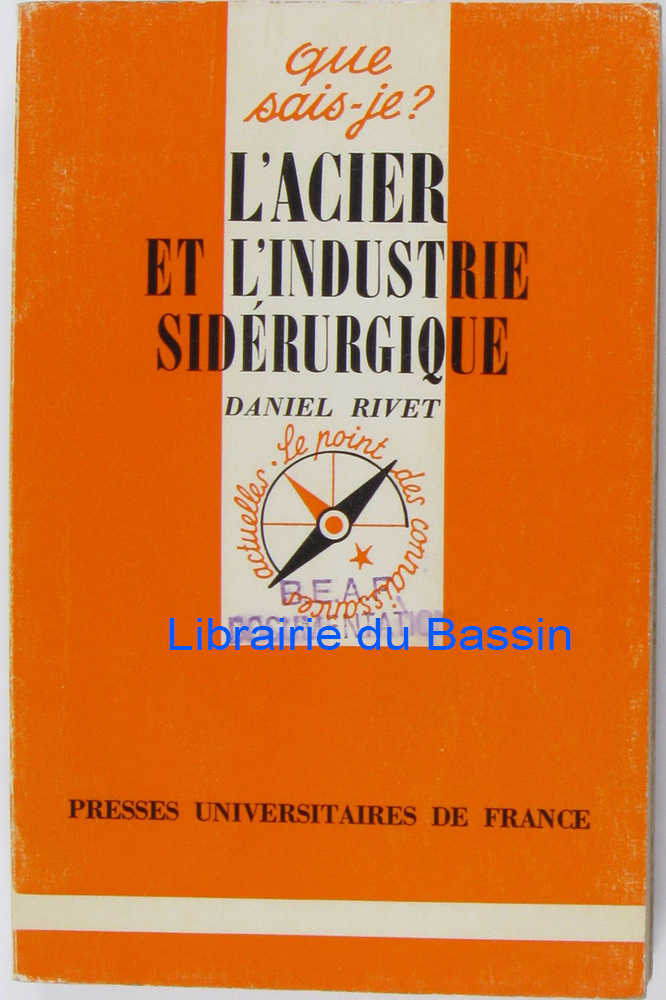 que
sais-je?
L'ACIER
ET L'INDUSTRIE
SIDÉRURGIQUE
DANIEL RIVET
Le point des connaissances actuelles.
B.E.A.P.
DOCUMENTATION
Librairie du Bassin
PRESSES UNIVERSITAIRES DE FRANCE